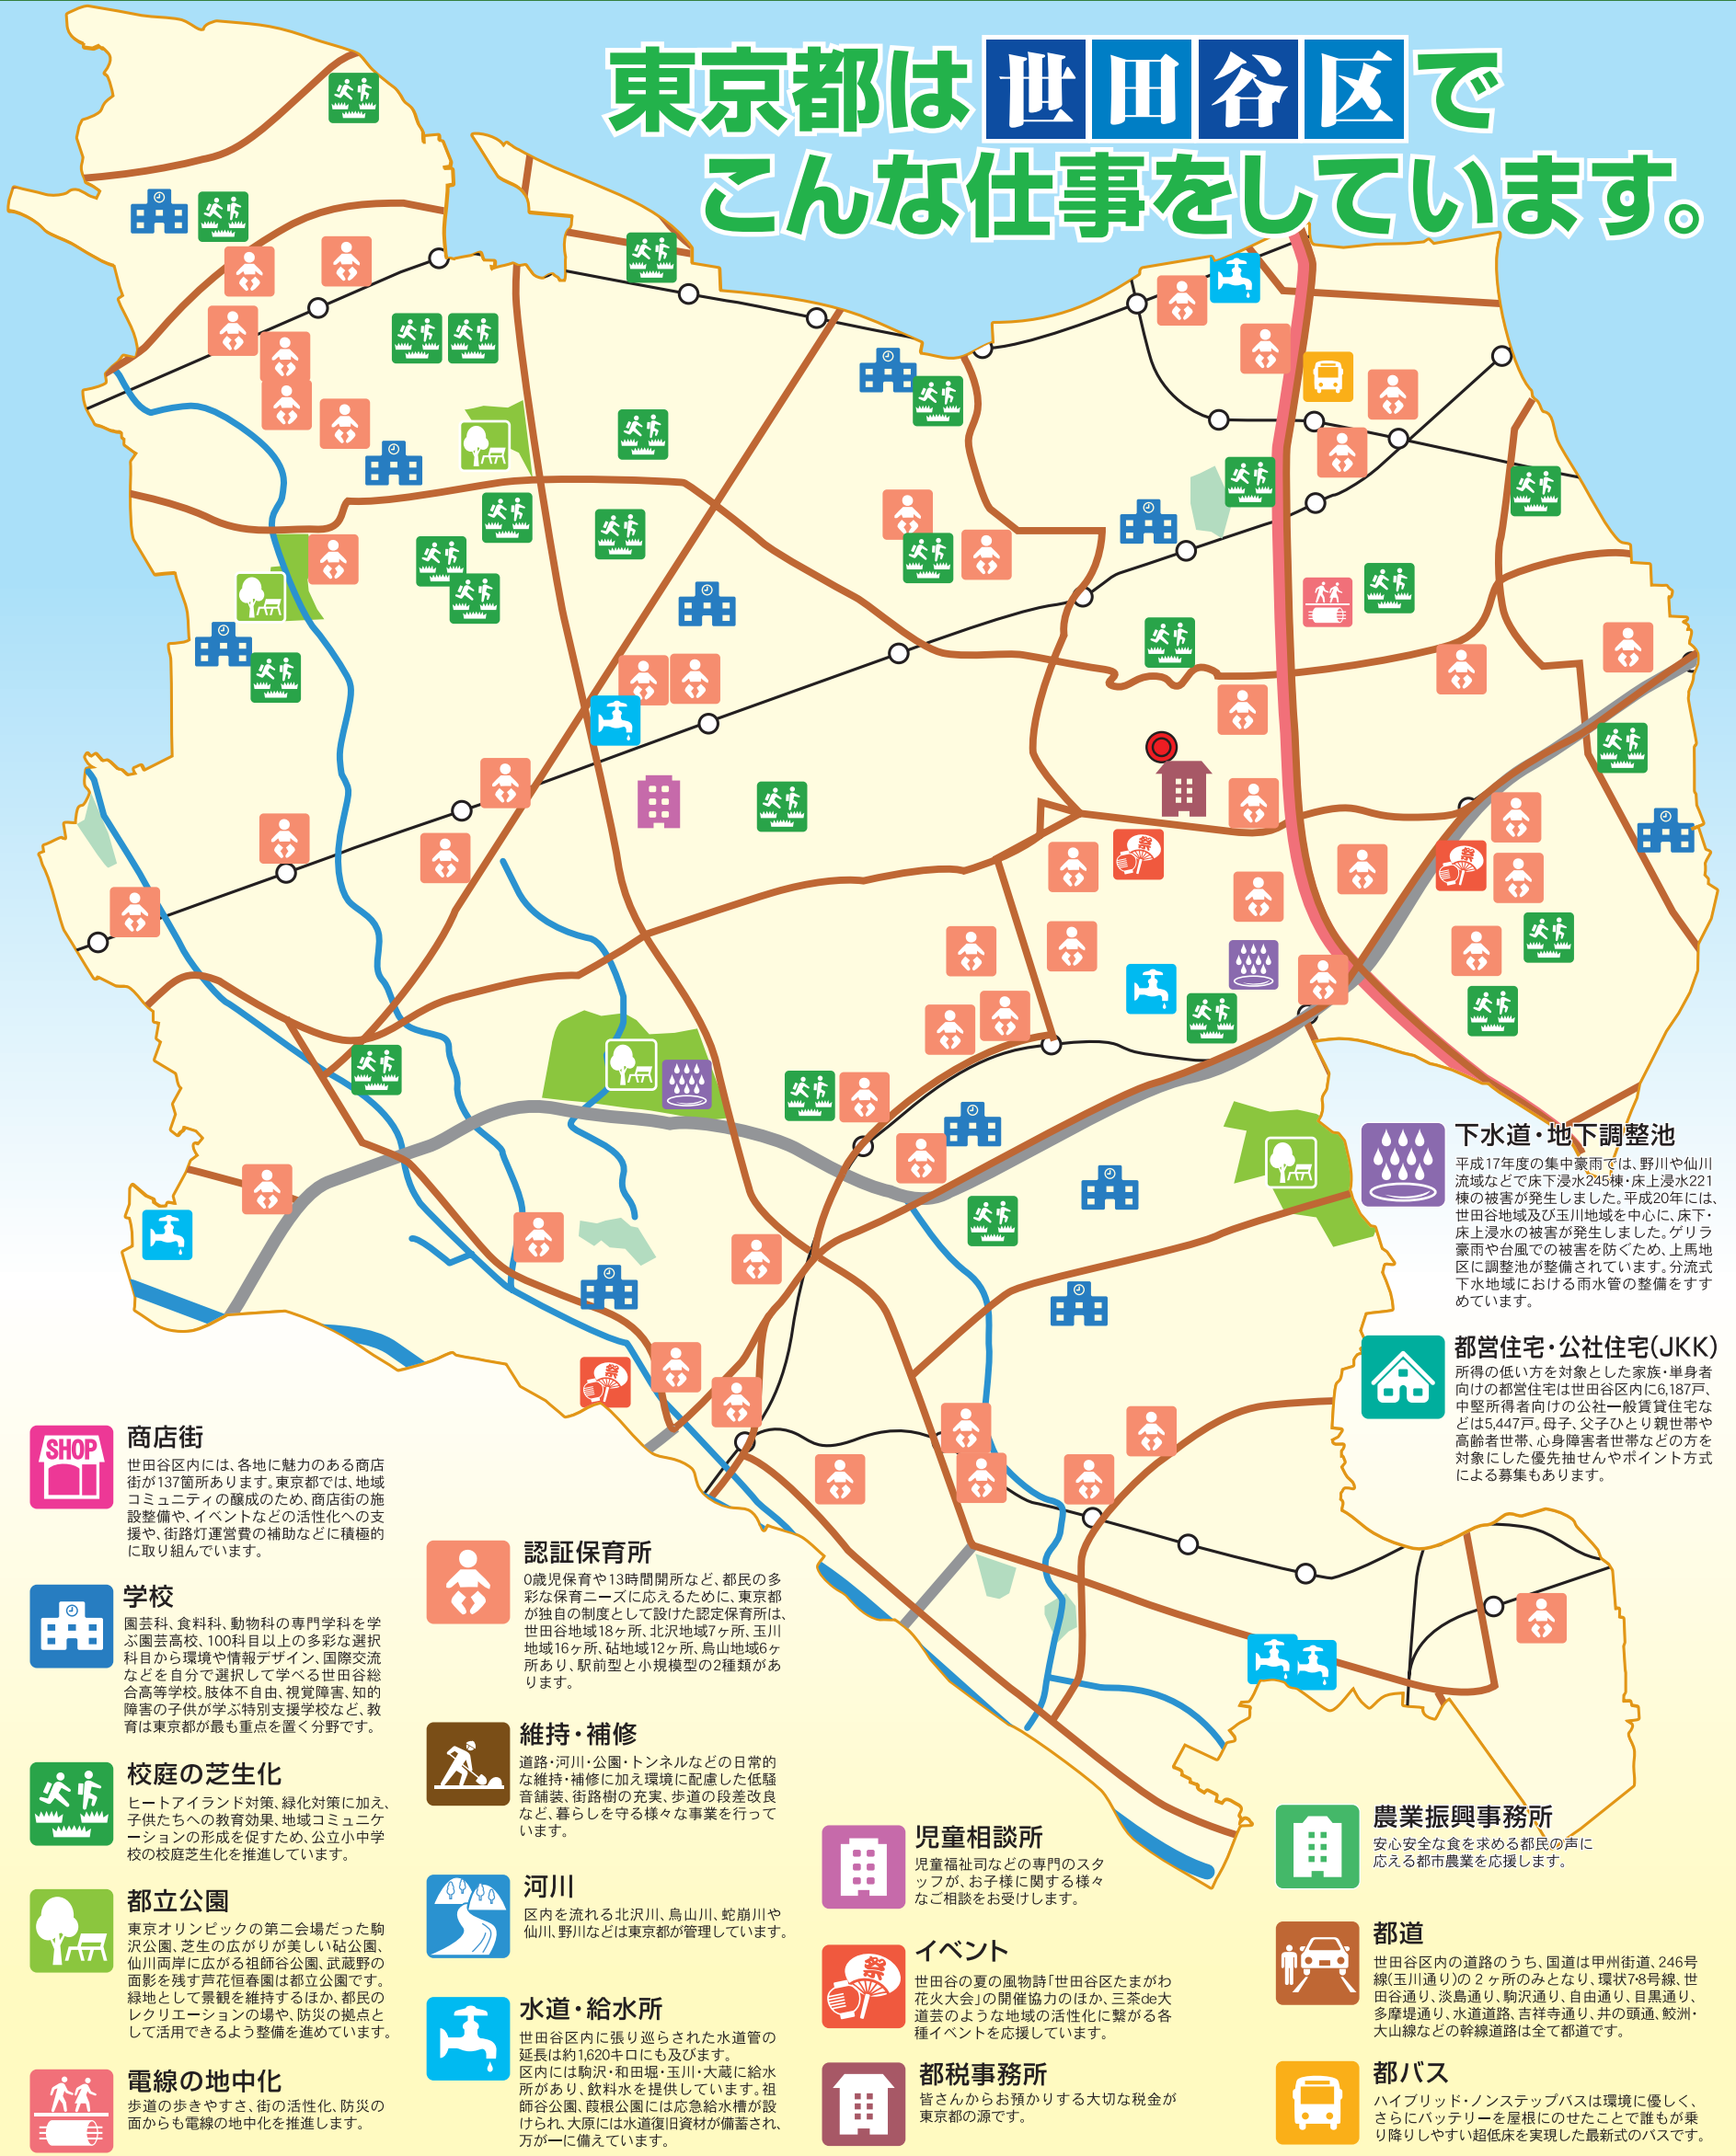 東京都は世田谷区で
こんな仕事をしています。
下水道・地下調整池
平成17年度の集中豪雨では、野川や仙川
流域などで床下浸水245棟・床上浸水221
棟の被害が発生しました。平成20年には、
世田谷地域及び玉川地域を中心に、床下・
床上浸水の被害が発生しました。ゲリラ
豪雨や台風での被害を防ぐため、上馬地
区に調整池が整備されています。分流式
下水地域における雨水管の整備をすす
めています。
都営住宅・公社住宅(JKK)
所得の低い方を対象とした家族・単身者
向けの都営住宅は世田谷区内に6,187戸、
中堅所得者向けの公社一般賃貸住宅な
どは5,447戸。母子、父子ひとり親世帯や
高齢者世帯、心身障害者世帯などの方を
対象にした優先抽せんやポイント方式
による募集もあります。
SHOP
商店街
世田谷区内には、各地に魅力のある商店
街が137箇所あります。東京都では、地域
コミュニティの醸成のため、商店街の施
設整備や、イベントなどの活性化への支
援や、街路灯運営費の補助などに積極的
に取り組んでいます。
学校
園芸科、食料科、動物科の専門学科を学
ぶ園芸高校、100科目以上の多彩な選択
科目から環境や情報デザイン、国際交流
などを自分で選択して学べる世田谷総
合高等学校。肢体不自由、視覚障害、知的
障害の子供が学ぶ特別支援学校など、教
育は東京都が最も重点を置く分野です。
校庭の芝生化
ヒートアイランド対策、緑化対策に加え、
子供たちへの教育効果、地域コミュニケ
ーションの形成を促すため、公立小中学
校の校庭芝生化を推進しています。
都立公園
東京オリンピックの第二会場だった駒
沢公園、芝生の広がりが美しい砧公園、
仙川両岸に広がる祖師谷公園、武蔵野の
面影を残す芦花恒春園は都立公園です。
緑地として景観を維持するほか、都民の
レクリエーションの場や、防災の拠点と
して活用できるよう整備を進めています。
電線の地中化
歩道の歩きやすさ、街の活性化、防災の
面からも電線の地中化を推進します。
認証保育所
0歳児保育や13時間開所など、都民の多
彩な保育ニーズに応えるために、東京都
が独自の制度として設けた認定保育所は、
世田谷地域18ヶ所、北沢地域7ヶ所、玉川
地域16ヶ所、砧地域12ヶ所、烏山地域6ヶ
所あり、駅前型と小規模型の2種類があ
ります。
維持・補修
道路・河川・公園・トンネルなどの日常的
な維持・補修に加え環境に配慮した低騒
音舗装、街路樹の充実、歩道の段差改良
など、暮らしを守る様々な事業を行って
います。
河川
区内を流れる北沢川、烏山川、蛇崩川や
仙川、野川などは東京都が管理しています。
水道・給水所
世田谷区内に張り巡らされた水道管の
延長は約1,620キロにも及びます。
区内には駒沢・和田堀・玉川・大蔵に給水
所があり、飲料水を提供しています。祖
師谷公園、葭根公園には応急給水槽が設
けられ、大原には水道復旧資材が備蓄され、
万が一に備えています。
児童相談所
児童福祉司などの専門のスタ
ッフが、お子様に関する様々
なご相談をお受けします。
祭
イベント
世田谷の夏の風物詩「世田谷区たまがわ
花火大会」の開催協力のほか、三茶de大
道芸のような地域の活性化に繋がる各
種イベントを応援しています。
都税事務所
皆さんからお預かりする大切な税金が
東京都の源です。
農業振興事務所
安心安全な食を求める都民の声に
応える都市農業を応援します。
都道
世田谷区内の道路のうち、国道は甲州街道、246号
線(玉川通り)の2ヶ所のみとなり、環状7・8号線、世
田谷通り、淡島通り、駒沢通り、自由通り、目黒通り、
多摩堤通り、水道道路、吉祥寺通り、井の頭通、鮫洲・
大山線などの幹線道路は全て都道です。
都バス
ハイブリッド・ノンステップバスは環境に優しく、
さらにバッテリーを屋根にのせたことで誰もが乗
り降りしやすい超低床を実現した最新式のバスです。